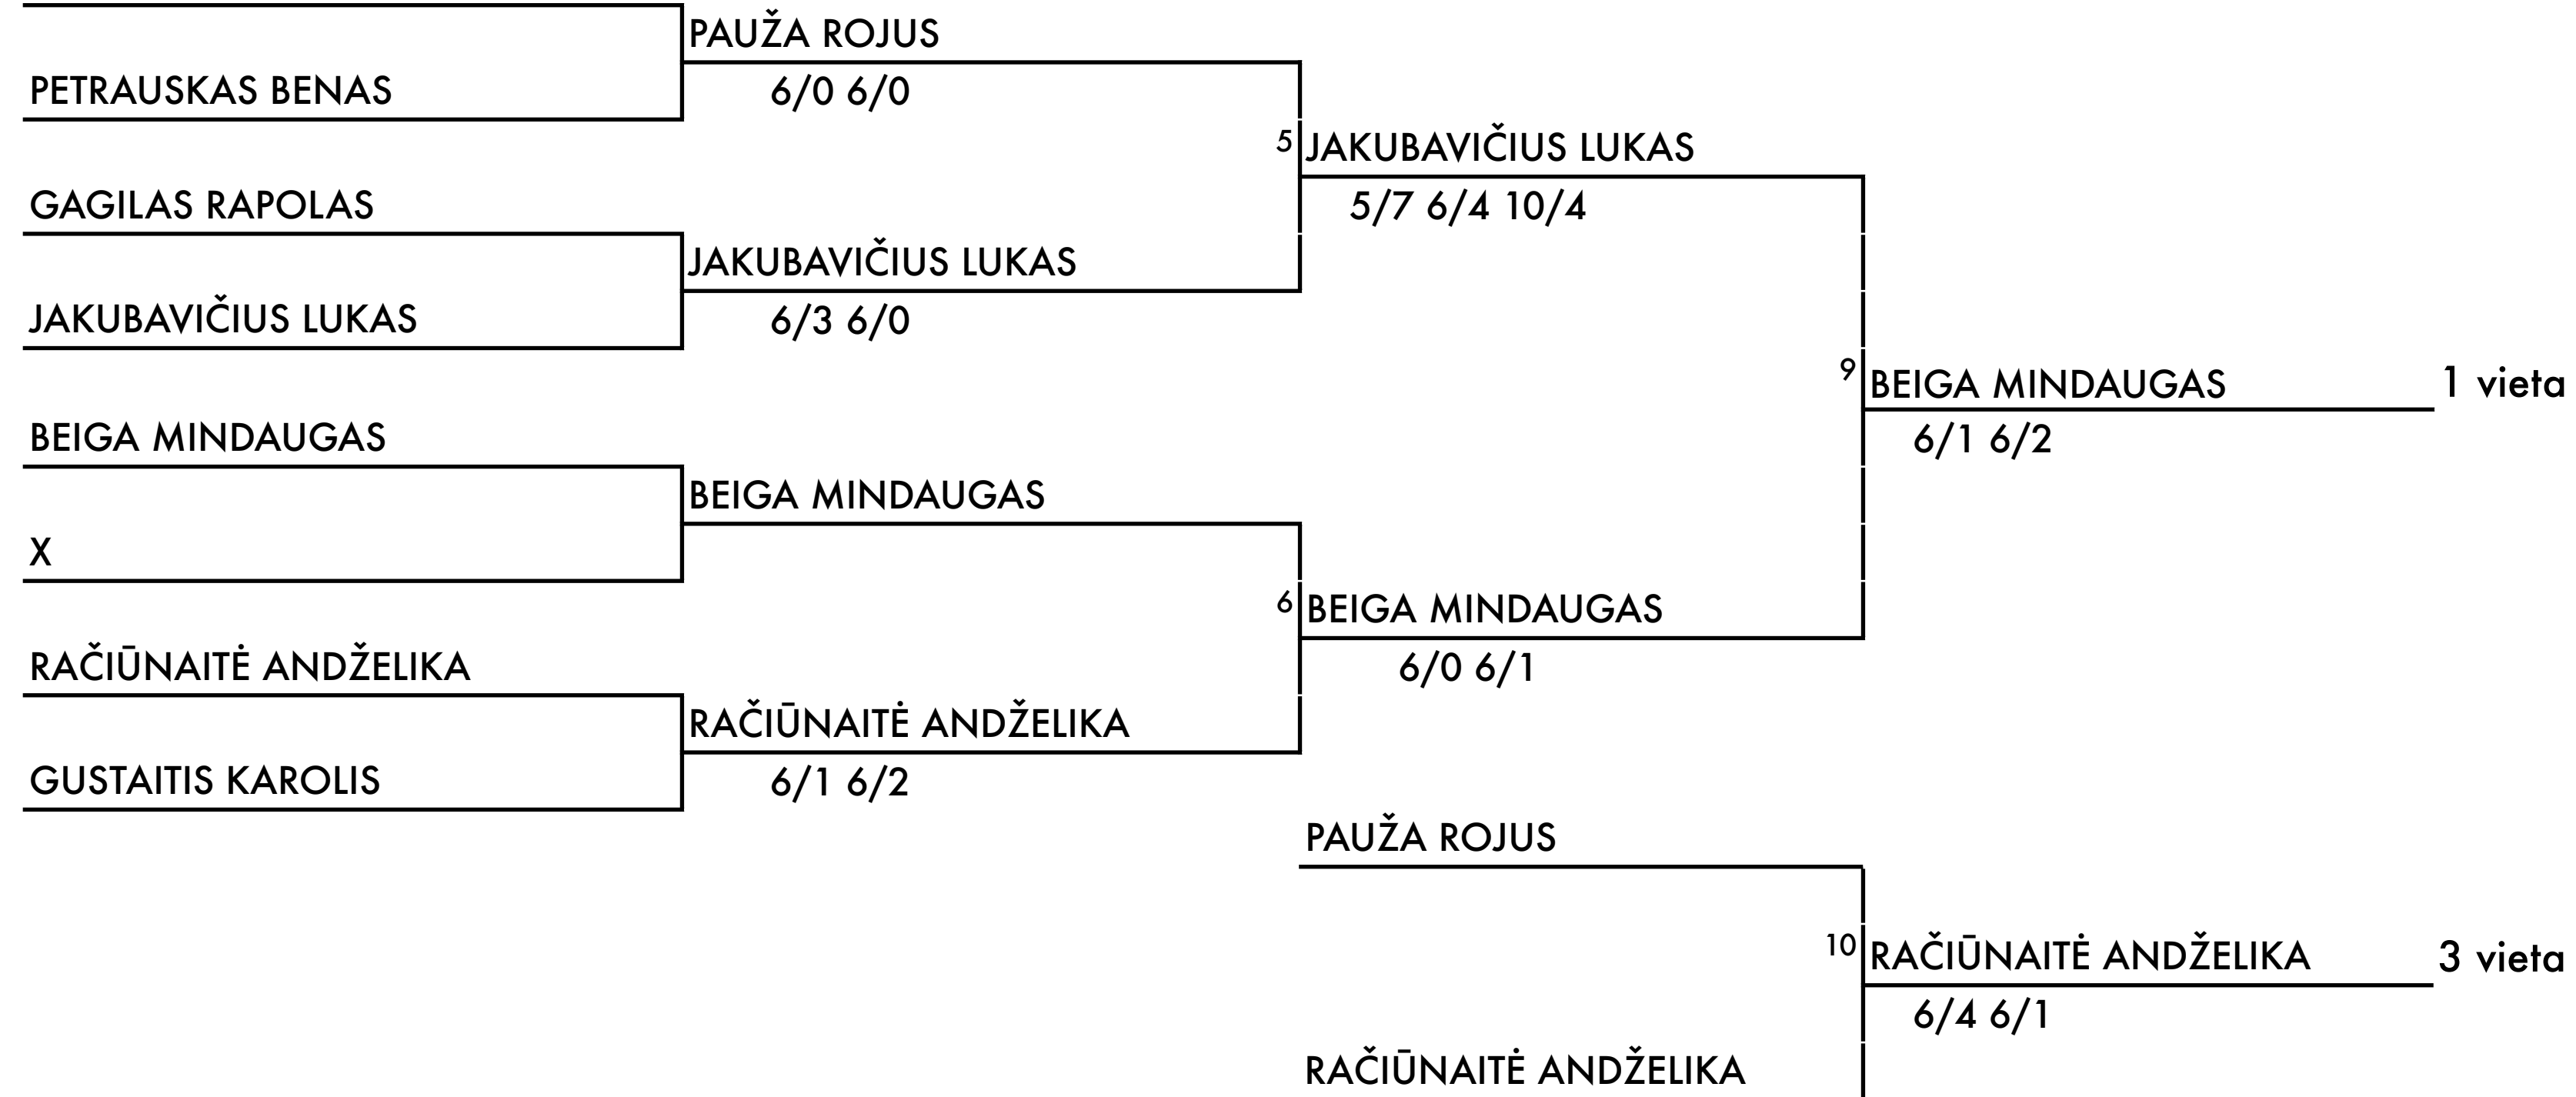 PAUŽA ROJUS
PETRAUSKAS BENAS
6/0 6/0
5
JAKUBAVIČIUS LUKAS
GAGILAS RAPOLAS
5/7 6/4 10/4
JAKUBAVIČIUS LUKAS
JAKUBAVIČIUS LUKAS
6/3 6/0
9
BEIGA MINDAUGAS
1 vieta
BEIGA MINDAUGAS
6/1 6/2
BEIGA MINDAUGAS
X
6
BEIGA MINDAUGAS
RAČIŪNAITĖ ANDŽELIKA
6/0 6/1
RAČIŪNAITĖ ANDŽELIKA
GUSTAITIS KAROLIS
6/1 6/2
PAUŽA ROJUS
10
RAČIŪNAITĖ ANDŽELIKA
3 vieta
6/4 6/1
RAČIŪNAITĖ ANDŽELIKA